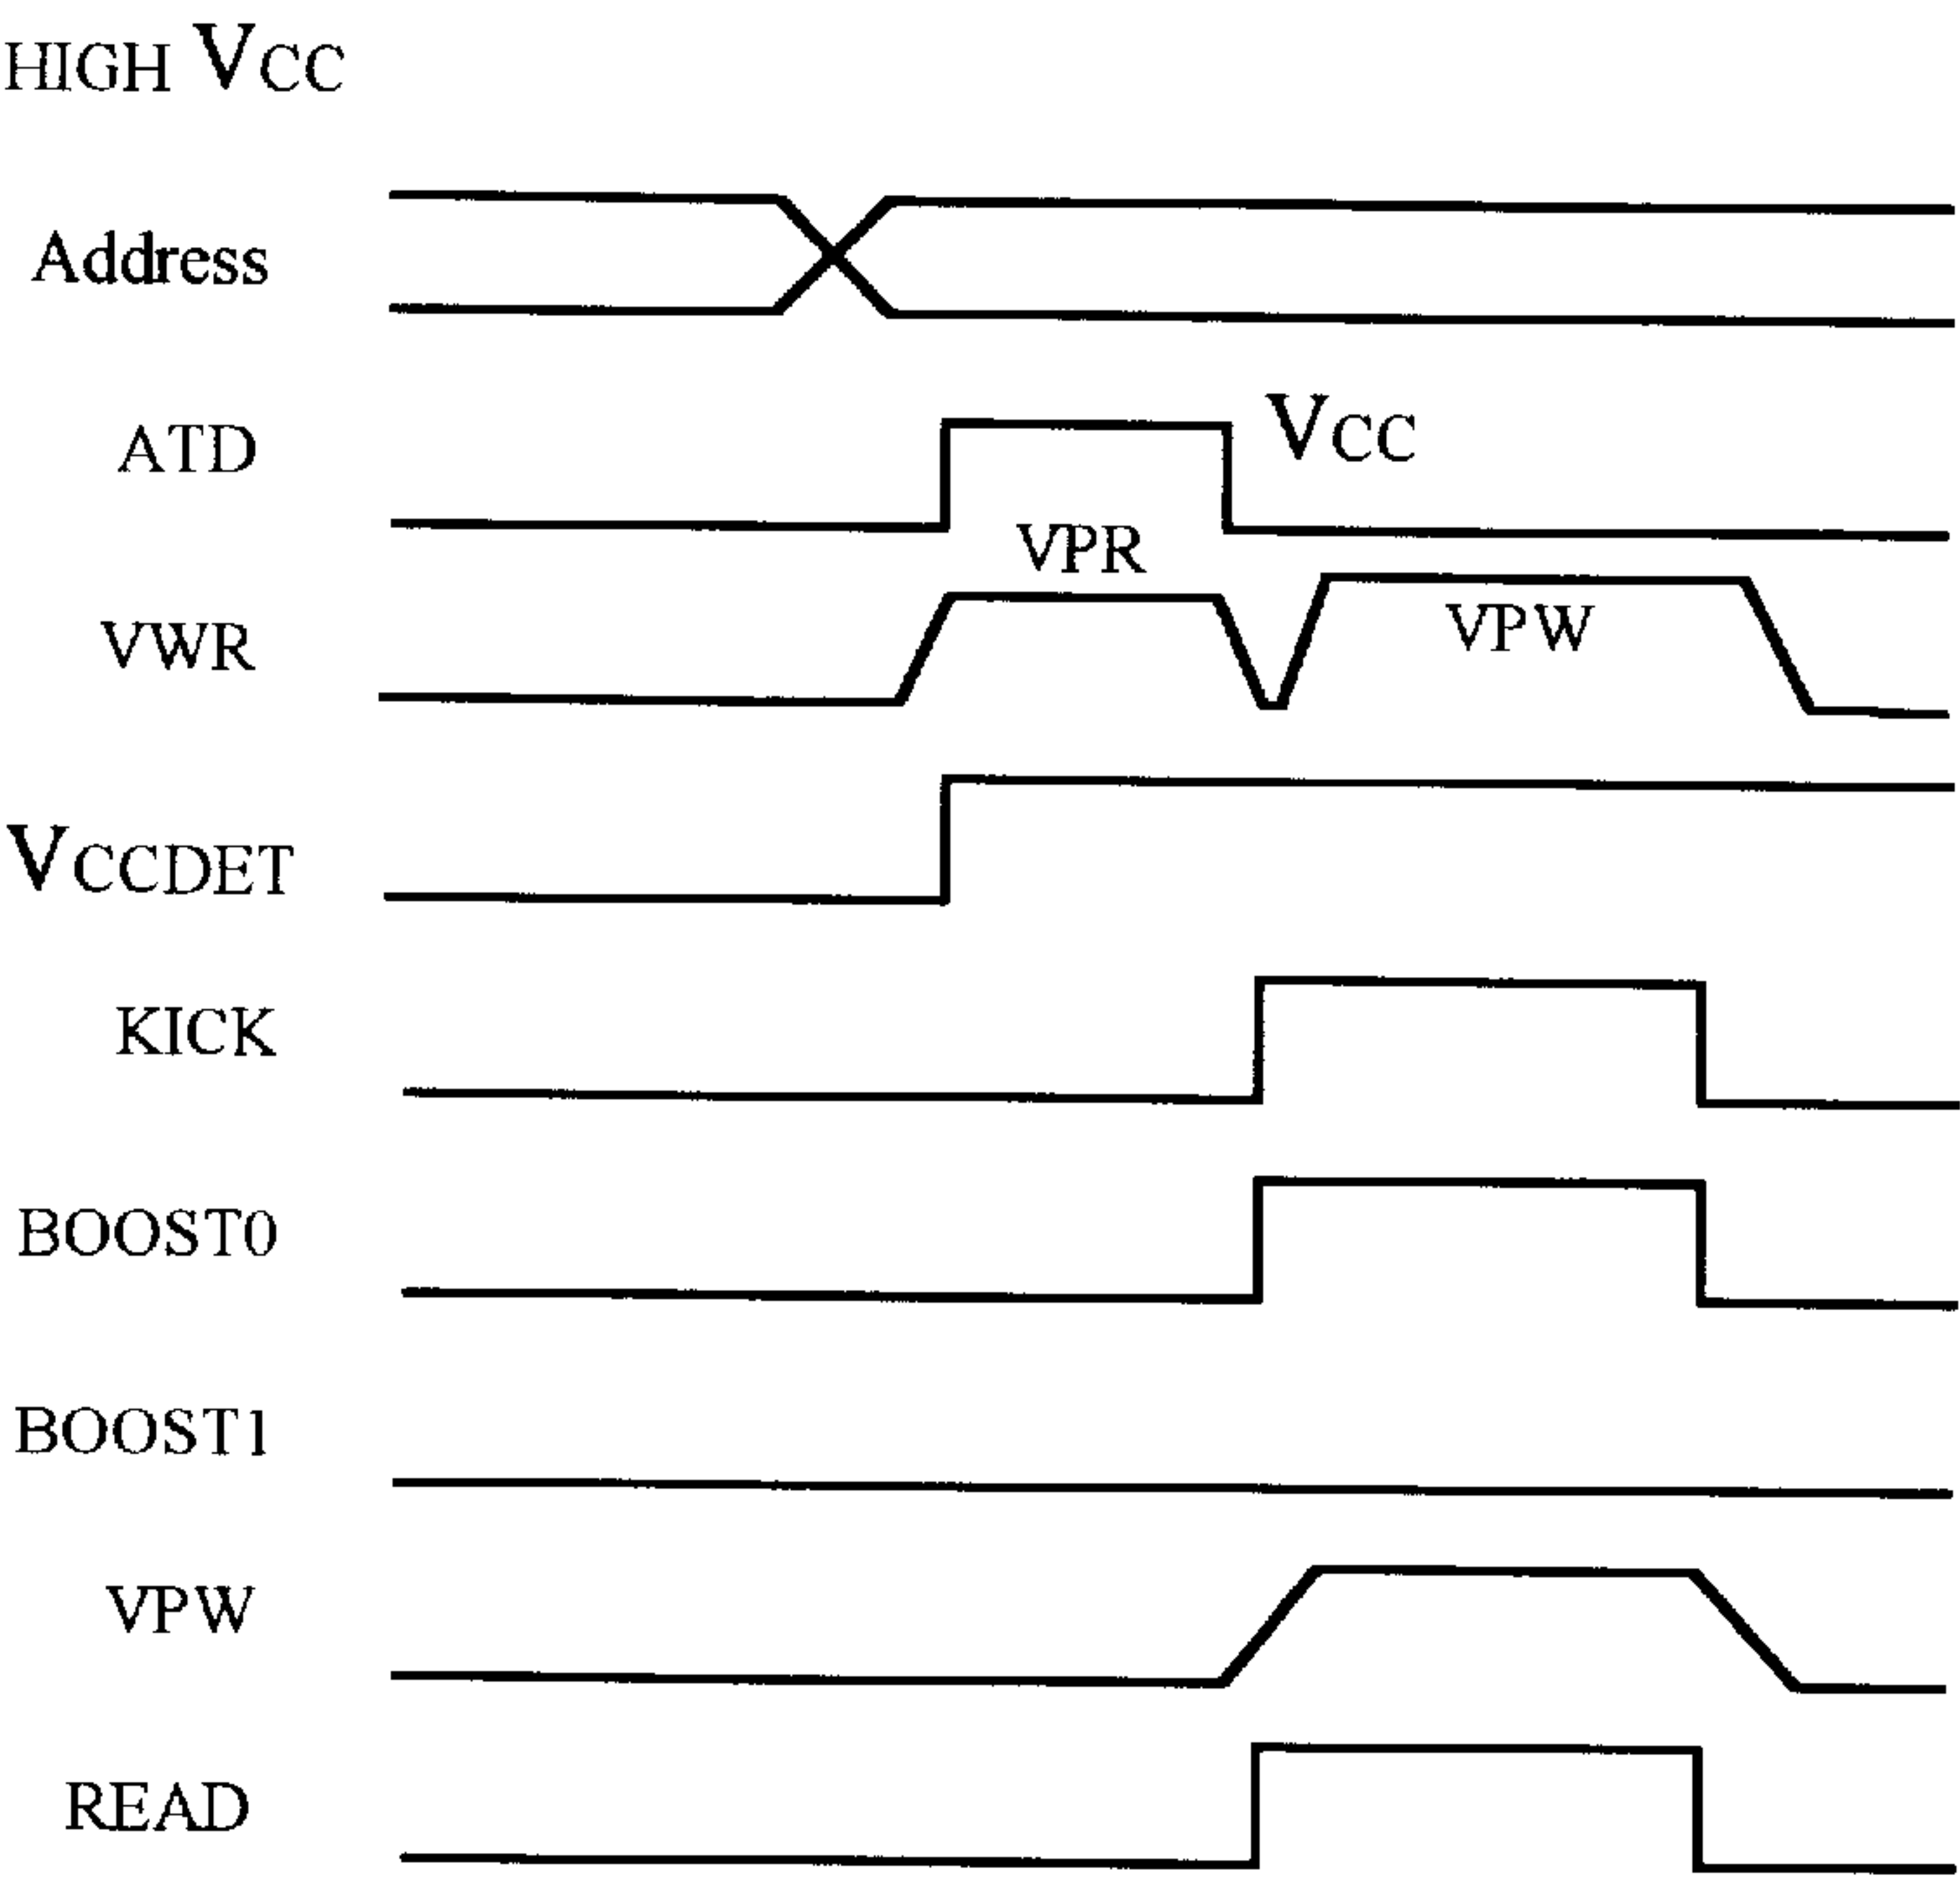 HIGH VCC
Address
ATD
VCC
VPR
VWR
VPW
VCCDET
KICK
BOOST0
BOOST1
VPW
READ